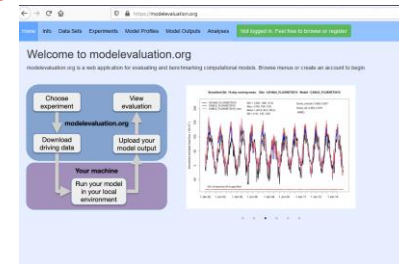 https://modelevaluation.org
Home Info Data Sets Experiments Model Profiles Model Outputs Analyses Not logged in. Feel free to browse or register
Welcome to modelevaluation.org
modelevaluation.org is a web application for evaluating and benchmarking computational models. Browse menus or create an account to begin.
Choose experiment
View evaluation
modelevaluation.org
Download driving data
Upload your model output
Your machine
Run your model in your local environment